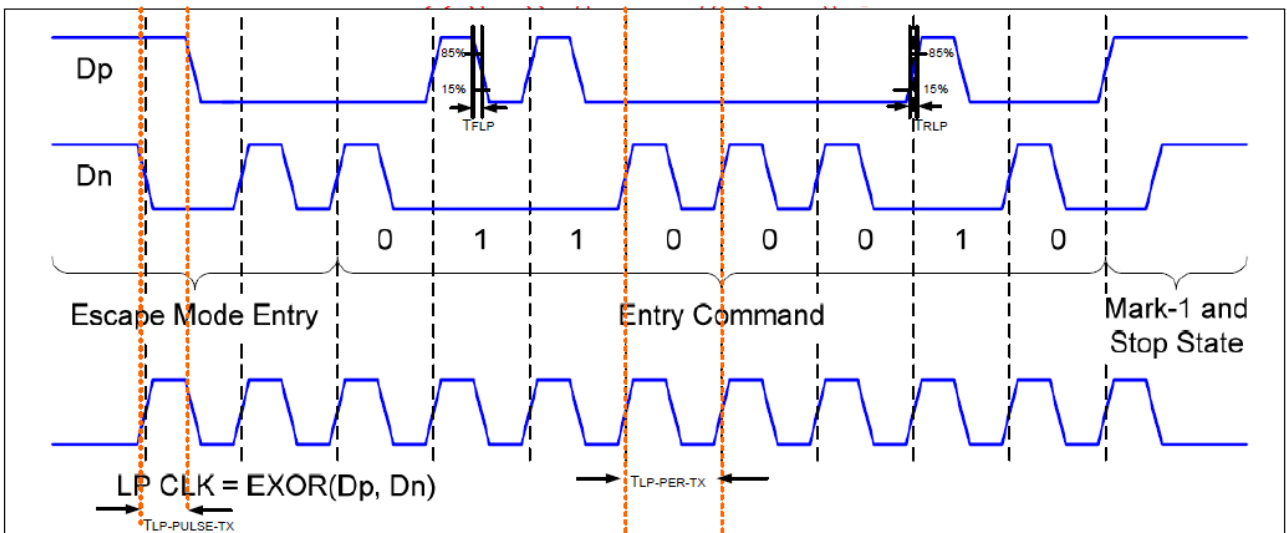 Dp
85%
15%
TFLP
85%
15%
TRLP
Dn
0 1 1 0 0 0 1 0
Escape Mode Entry
Entry Command
Mark-1 and
Stop State
LP CLK = EXOR(Dp, Dn)
TLP-PER-TX
TLP-PULSE-TX